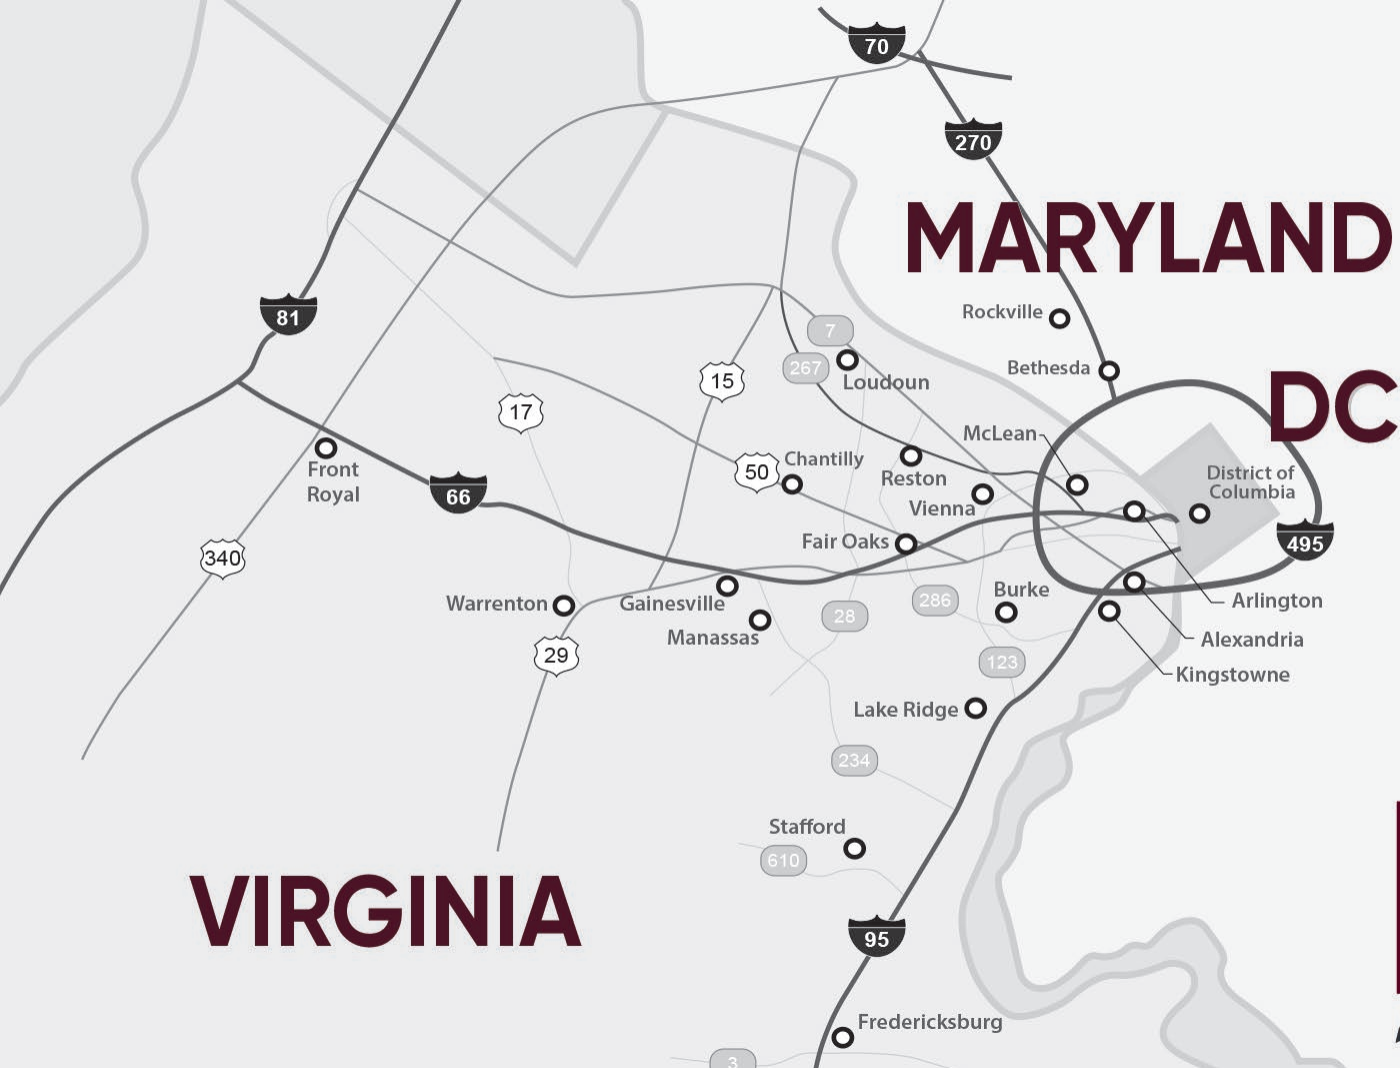 70
270
MARYLAND
Rockville
81
7
267
Bethesda
Loudoun
15
DC
17
McLean
Chantilly
50
Reston
Vienna
District of
Columbia
Front
Royal
66
Fair Oaks
495
340
Warrenton
Gainesville
Manassas
28
286
Burke
Arlington
29
Alexandria
123
Kingstowne
Lake Ridge
234
Stafford
610
VIRGINIA
95
Fredericksburg
3